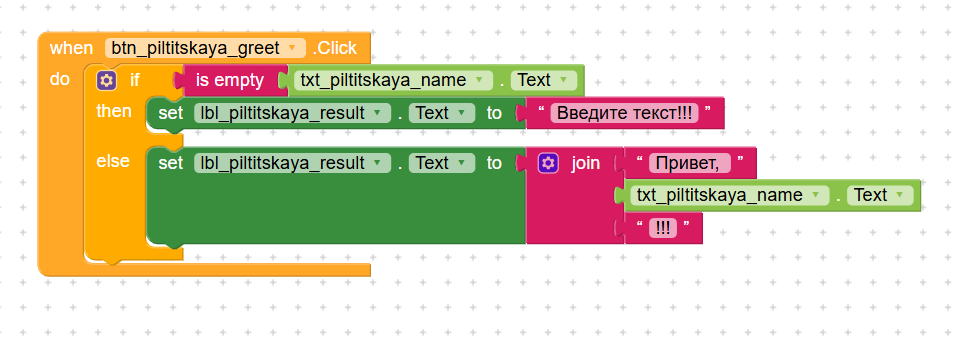 when btn_piltitskaya_greet .Click
do if is empty txt_piltitskaya_name . Text
then set lbl_piltitskaya_result . Text to “ Введите текст!!! ”
else set lbl_piltitskaya_result . Text to join “ Привет, ”
txt_piltitskaya_name . Text
“ !!! ”